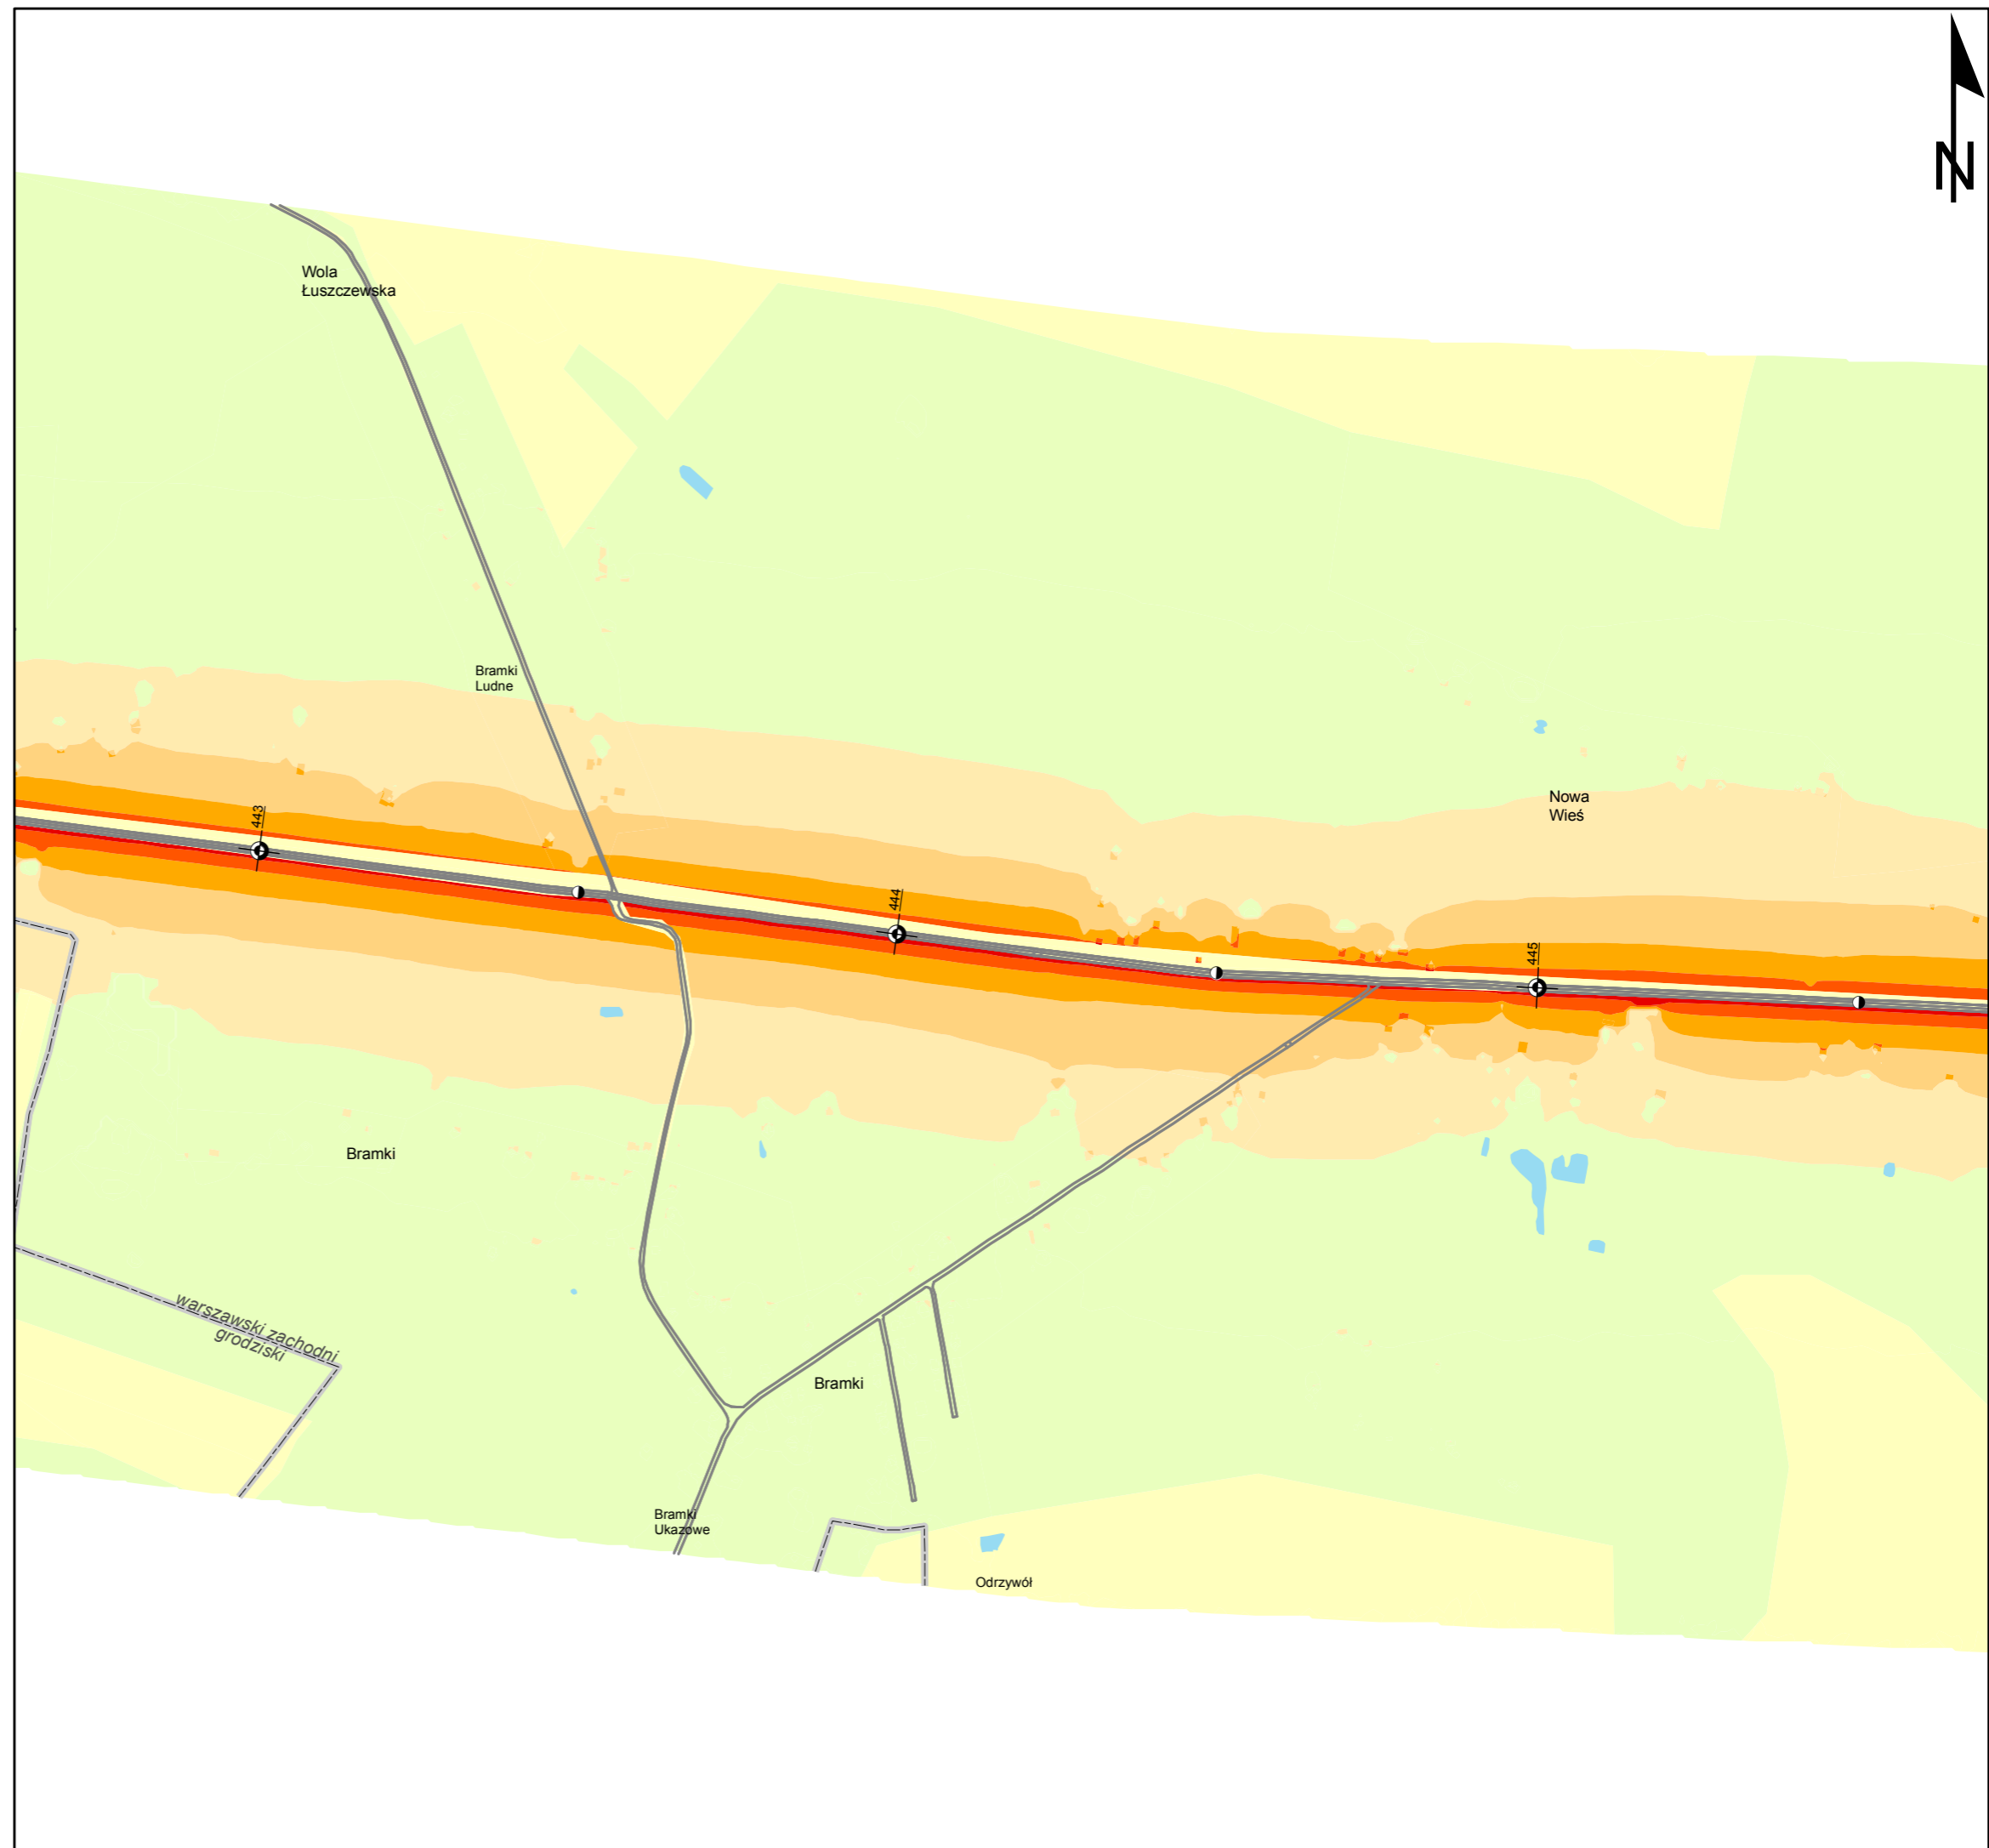 N
Wola
Łuszczewska
Bramki
Ludne
Nowa
Wieś
443
444
445
Bramki
warszawski zachodni
grodziski
Bramki
Bramki
Ukazowe
Odrzywół